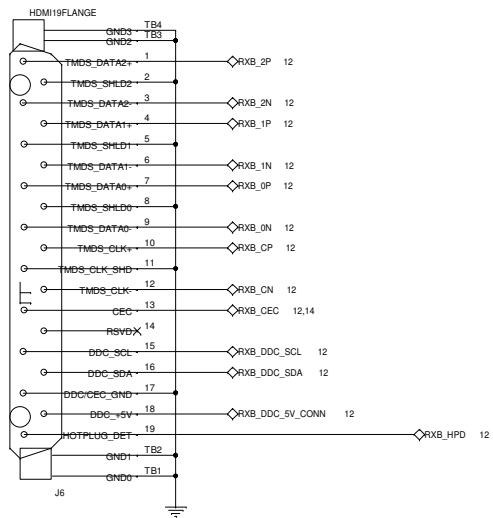 HDMI19FLANGE
GND3 TB4
GND2 TB3
TMDS_DATA2+ 1 RXB_2P 12
TMDS_SHLD2 2
TMDS_DATA2- 3 RXB_2N 12
TMDS_DATA1+ 4 RXB_1P 12
TMDS_SHLD1 5
TMDS_DATA1- 6 RXB_1N 12
TMDS_DATA0+ 7 RXB_0P 12
TMDS_SHLD0 8
TMDS_DATA0- 9 RXB_0N 12
TMDS_CLK+ 10 RXB_CP 12
TMDS_CLK_SHD 11
TMDS_CLK- 12 RXB_CN 12
CEC 13 RXB_CEC 12,14
RSVD 14
DDC_SCL 15 RXB_DDC_SCL 12
DDC_SDA 16 RXB_DDC_SDA 12
DDC/CEC_GND 17
DDC_+5V 18 RXB_DDC_5V_CONN 12
HOTPLUG_DET 19 RXB_HPD 12
GND1 TB2
GND0 TB1
J6